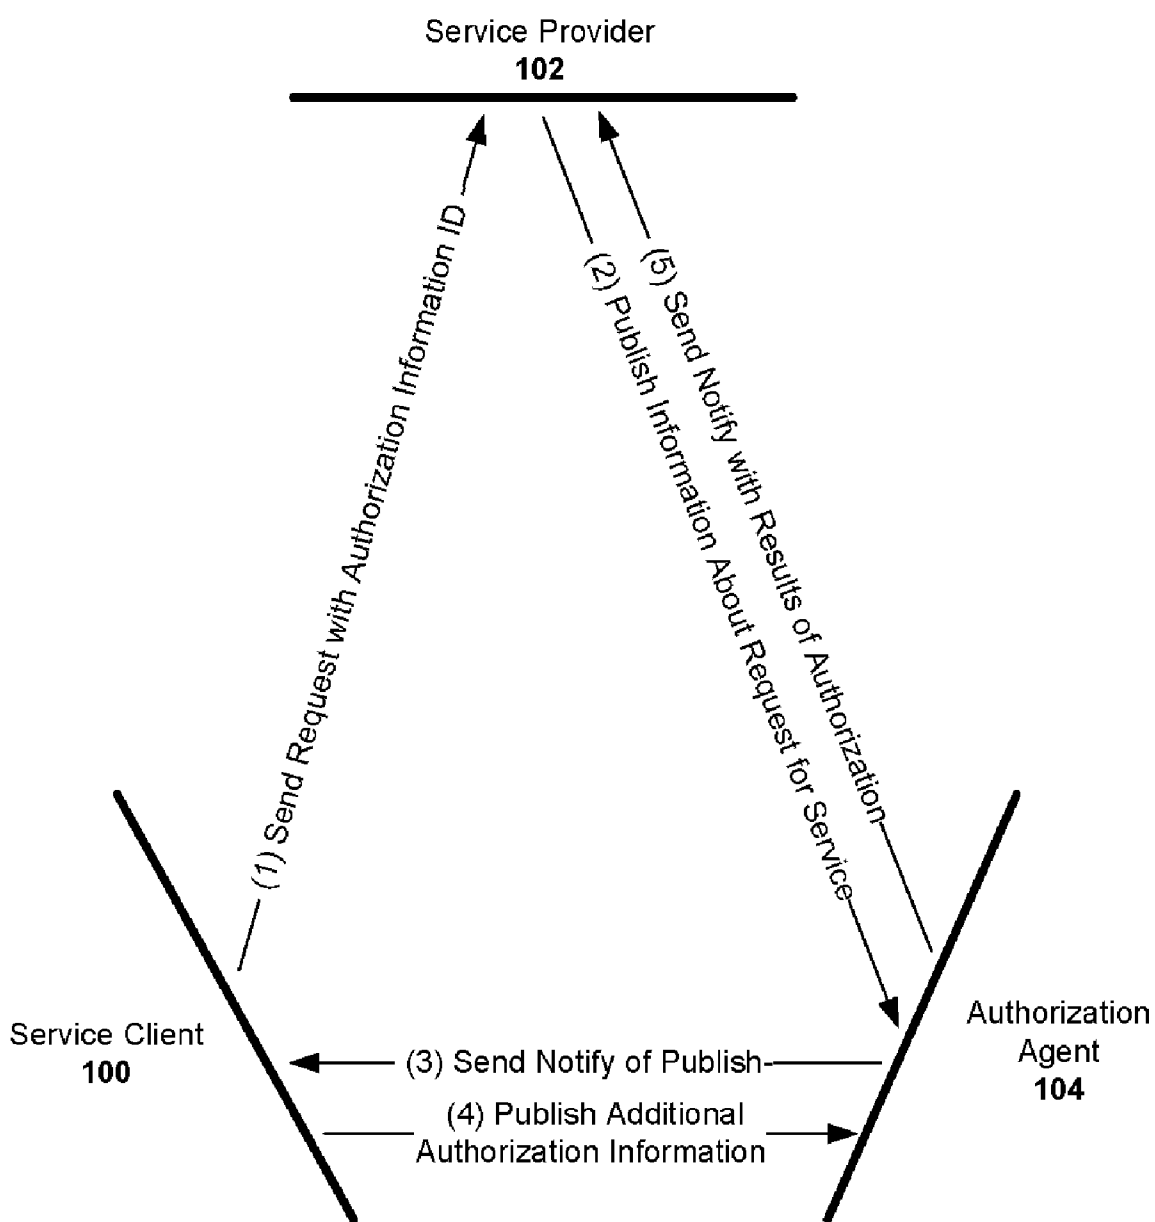 Service Provider
102
(1) Send Request with Authorization Information ID
(2) Publish Information About Request for Service
(5) Send Notify with Results of Authorization
Service Client
100
Authorization
Agent
104
(3) Send Notify of Publish
(4) Publish Additional
Authorization Information